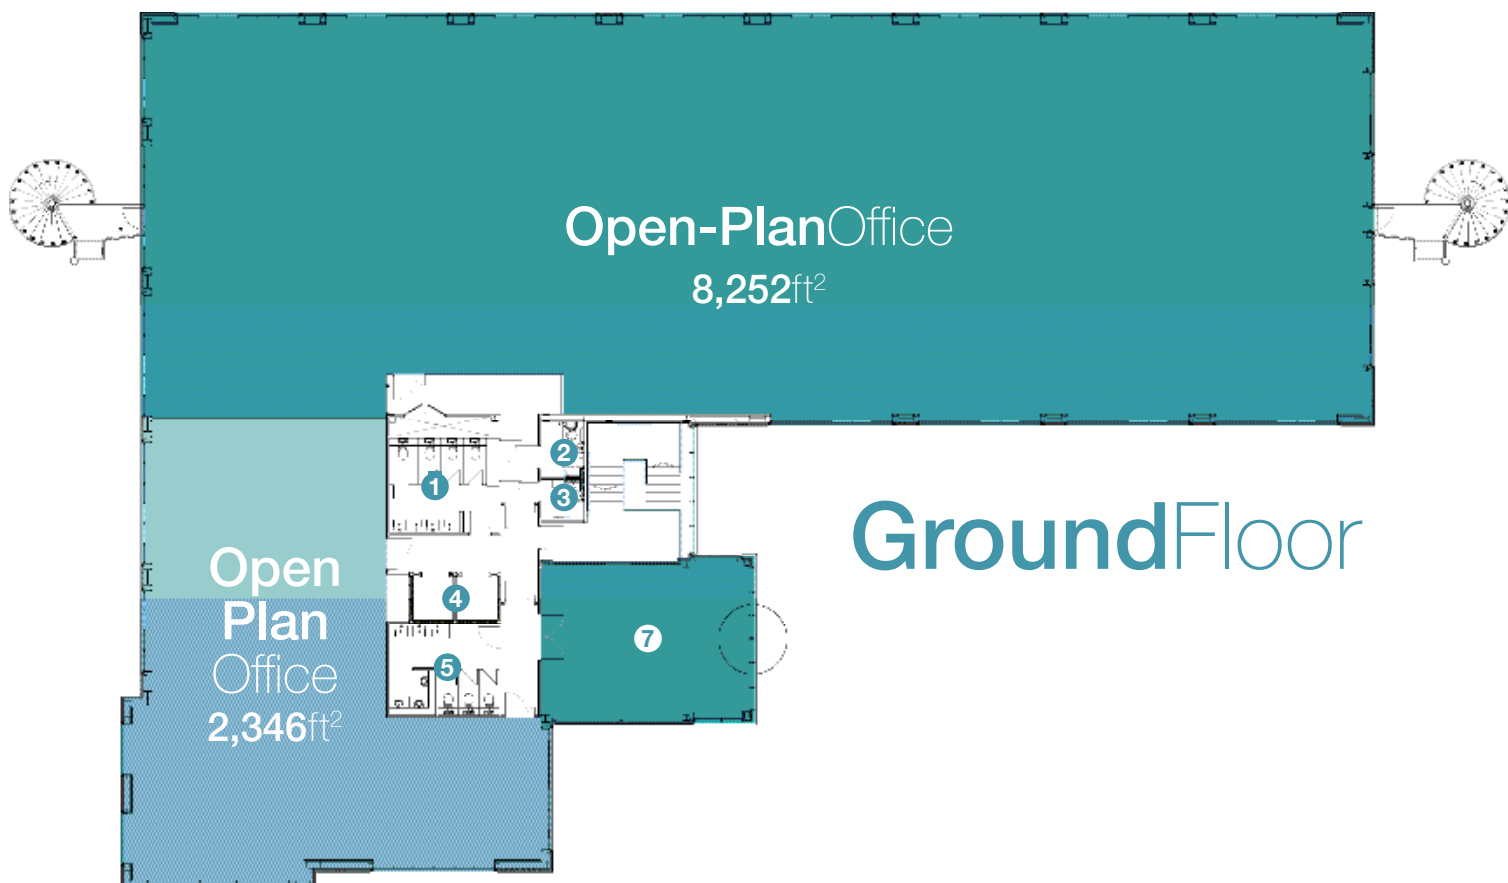 Open-PlanOffice
8,252ft²
2
1
3
GroundFloor
Open
Plan
Office
2,346ft²
4
7
5